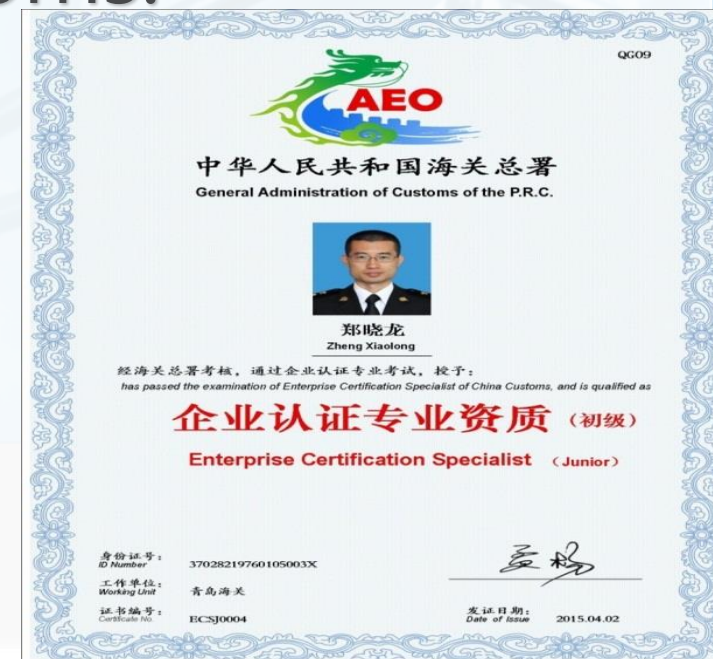 QG09
AEO
中华人民共和国海关总署
General Administration of Customs of the P.R.C.
郑晓龙
Zheng Xiaolong
经海关总署考核，通过企业认证专业考试，授予：
has passed the examination of Enterprise Certification Specialist of China Customs, and is qualified as
企业认证专业资质（初级）
Enterprise Certification Specialist （Junior）
身份证号：
ID Number 37028219760105003X
工作单位：
Working Unit 青岛海关
证书编号：
Certificate No. ECSJ0004
发证日期：
Date of Issue 2015.04.02